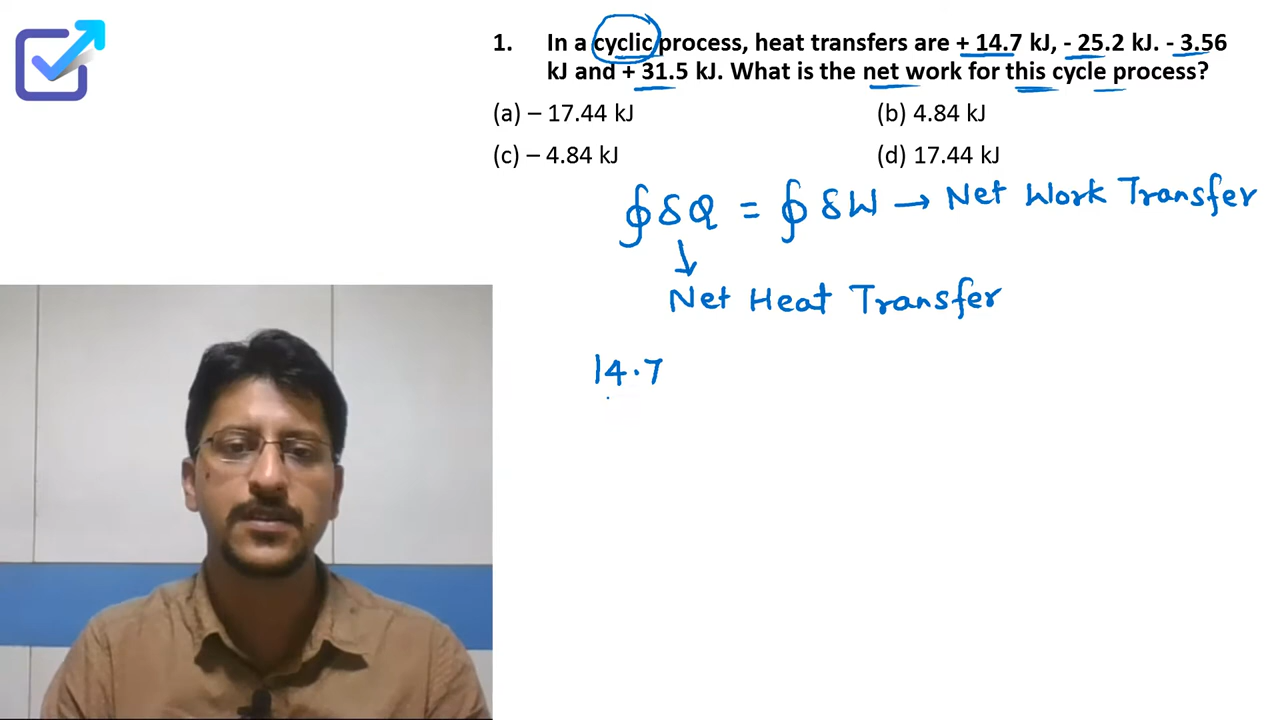 1. In a cyclic process, heat transfers are + 14.7 kJ, - 25.2 kJ. - 3.56
kJ and + 31.5 kJ. What is the net work for this cycle process?
(a) – 17.44 kJ (b) 4.84 kJ
(c) – 4.84 kJ (d) 17.44 kJ
∮δQ = ∮δW → Net Work Transfer
↓
Net Heat Transfer
14.7